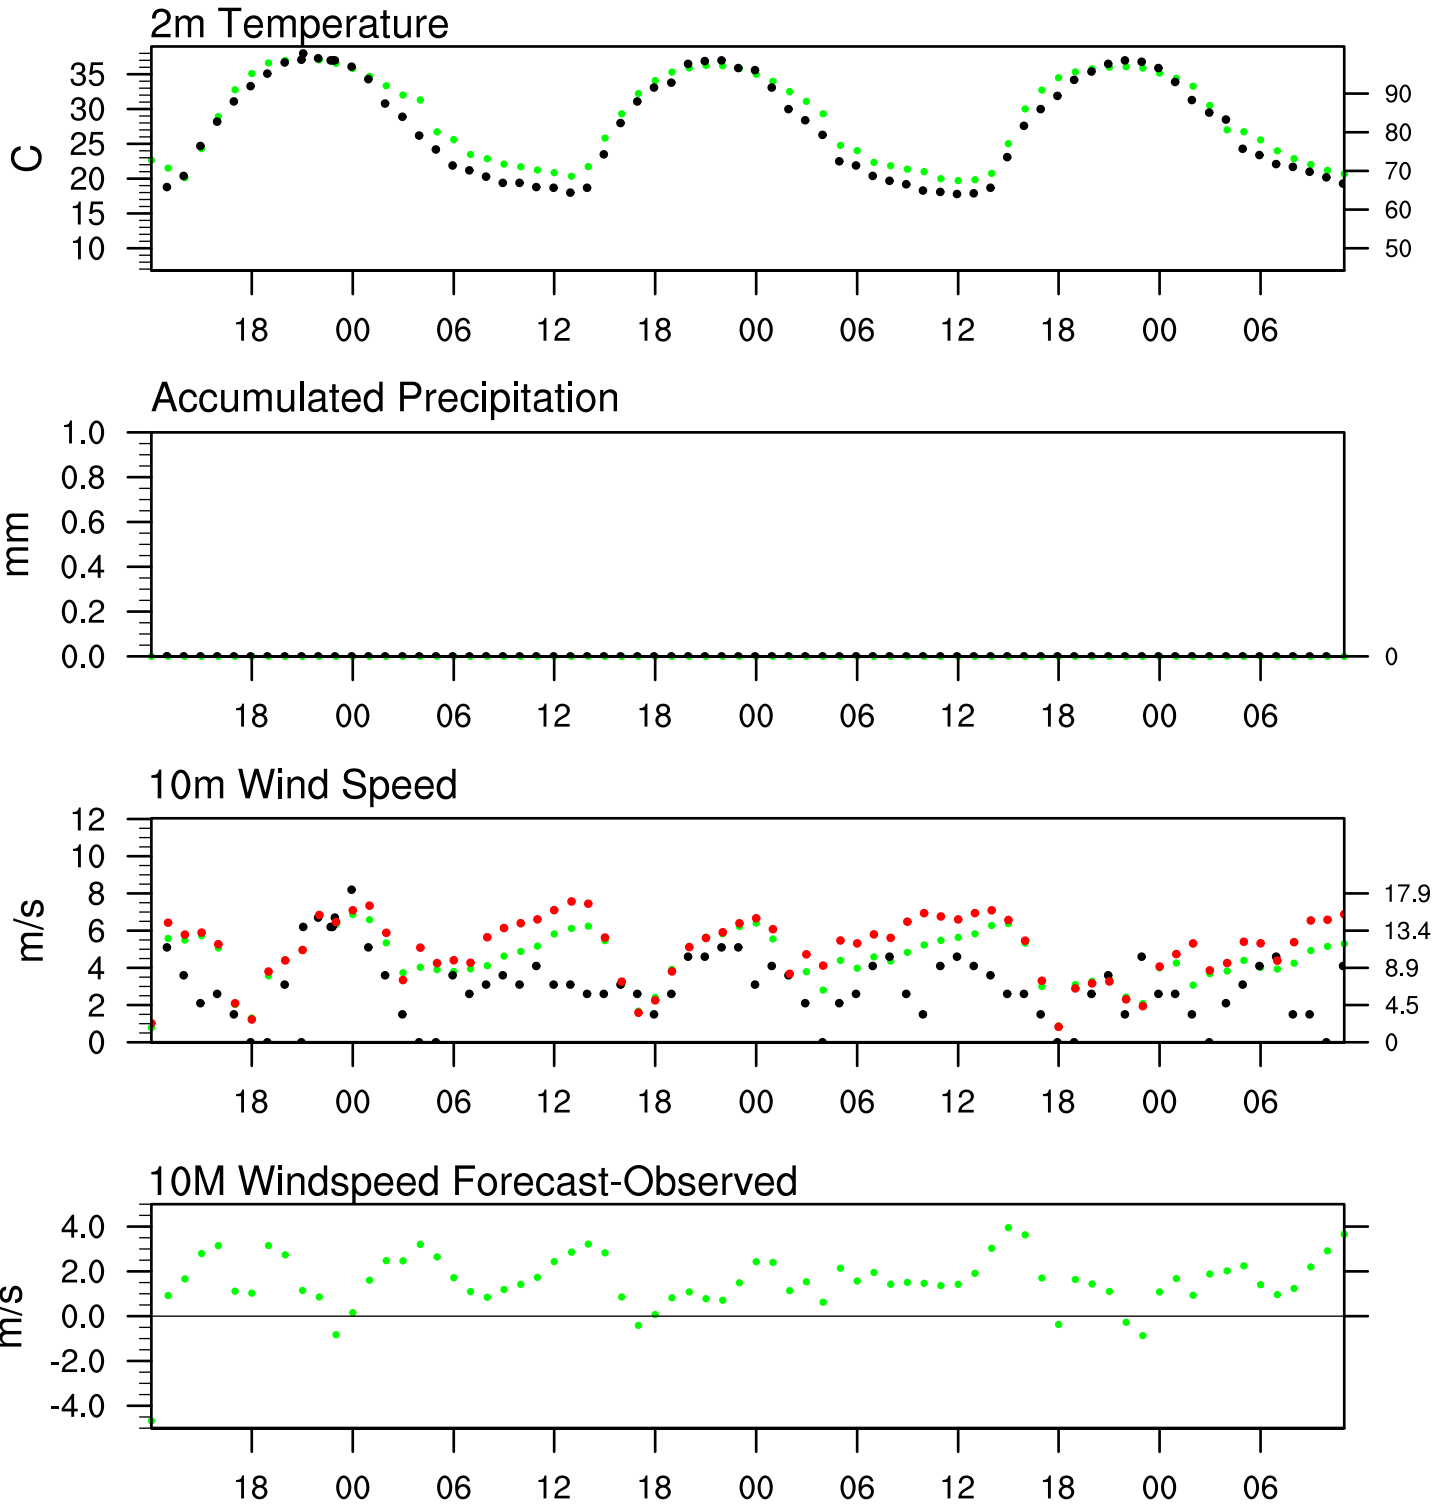 2m Temperature
C
35
30
25
20
15
10
90
80
70
60
50
18 00 06 12 18 00 06 12 18 00 06
Accumulated Precipitation
mm
1.0
0.8
0.6
0.4
0.2
0.0
0
18 00 06 12 18 00 06 12 18 00 06
10m Wind Speed
m/s
12
10
8
6
4
2
0
17.9
13.4
8.9
4.5
0
18 00 06 12 18 00 06 12 18 00 06
10M Windspeed Forecast-Observed
m/s
4.0
2.0
0.0
-2.0
-4.0
18 00 06 12 18 00 06 12 18 00 06